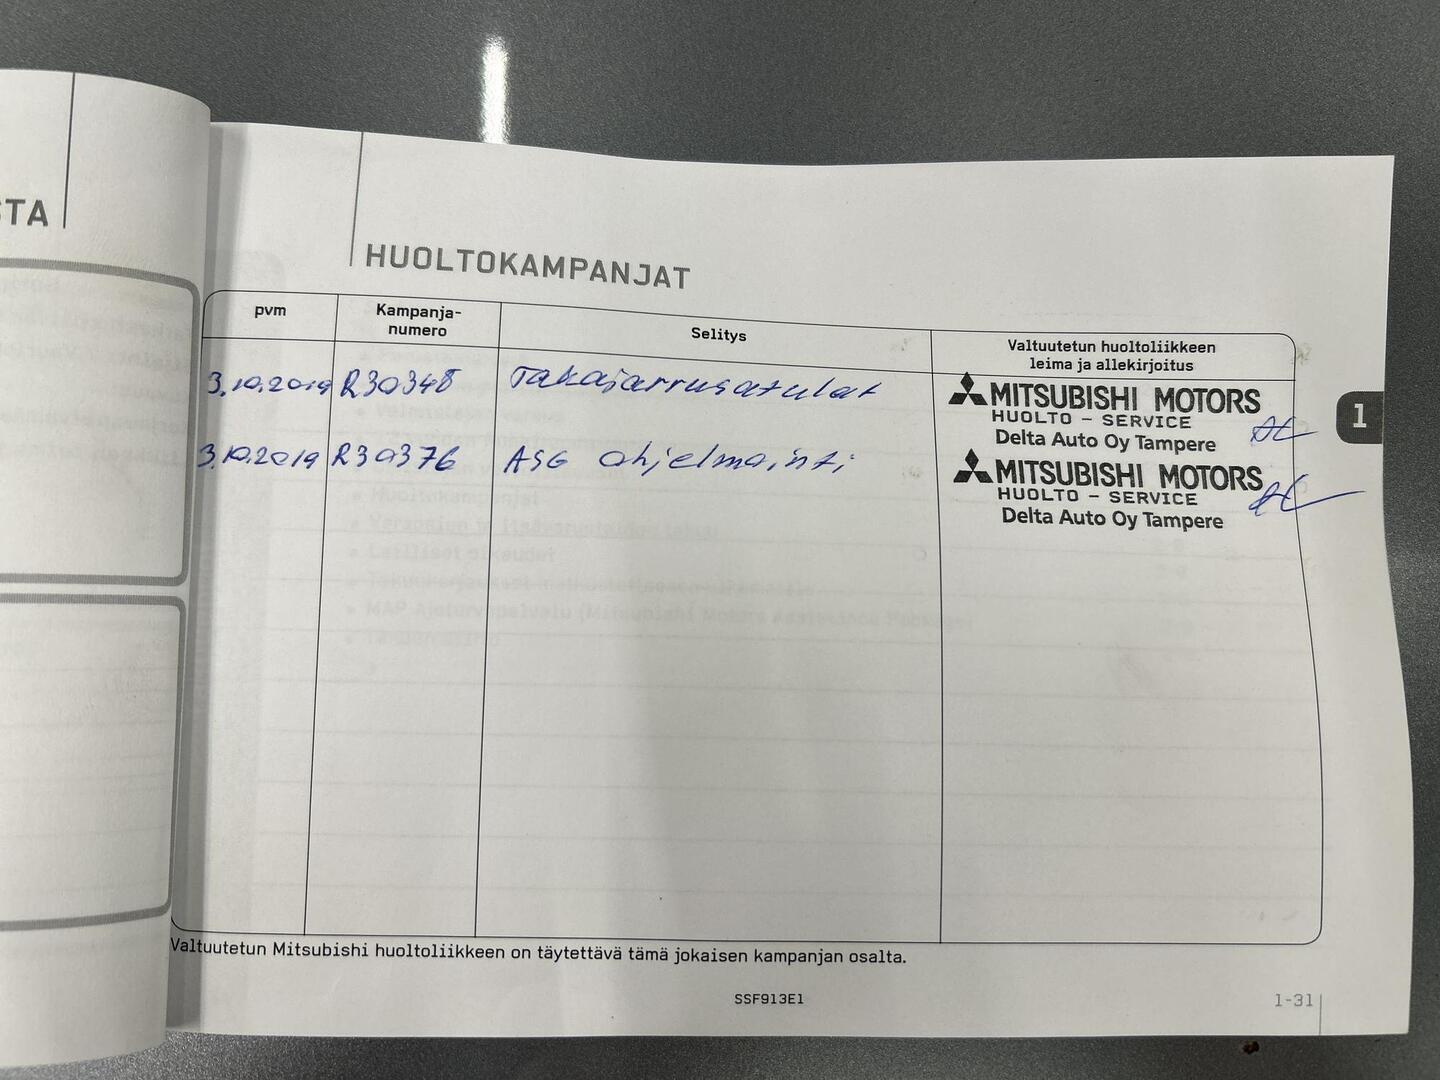 STA
HUOLTOKAMPANJAT
pvm
Kampanja-
numero
Selitys
Valtuutetun huoltoliikkeen
leima ja allekirjoitus
3.10.2019 R30348 Takajarrusatulat
MITSUBISHI MOTORS
HUOLTO - SERVICE
Delta Auto Oy Tampere
3.10.2019 R30376 ASG ohjelmointi
MITSUBISHI MOTORS
HUOLTO - SERVICE
Delta Auto Oy Tampere
1
Valtuutetun Mitsubishi huoltoliikkeen on täytettävä tämä jokaisen kampanjan osalta.
SSF913E1
1-31